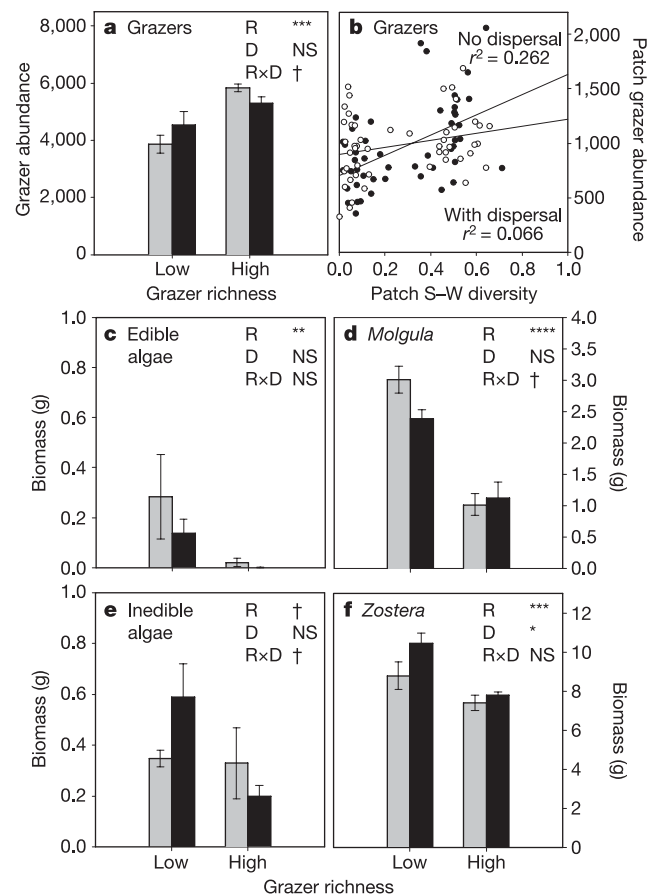 a Grazers R ***
D NS
R×D †
8,000
6,000
4,000
2,000
0
Grazer abundance
Low High
Grazer richness
b Grazers
No dispersal
r² = 0.262
With dispersal
r² = 0.066
2,000
1,500
1,000
500
0
Patch grazer abundance
0.0 0.2 0.4 0.6 0.8 1.0
Patch S–W diversity
c Edible R **
algae D NS
R×D NS
1.0
0.8
0.6
0.4
0.2
0.0
Biomass (g)
d Molgula R ****
D NS
R×D †
4.0
3.5
3.0
2.5
2.0
1.5
1.0
0.5
0.0
Biomass (g)
e Inedible R †
algae D NS
R×D †
1.0
0.8
0.6
0.4
0.2
0.0
Biomass (g)
Low High
f Zostera R ***
D *
R×D NS
12
10
8
6
4
2
0
Biomass (g)
Low High
Grazer richness